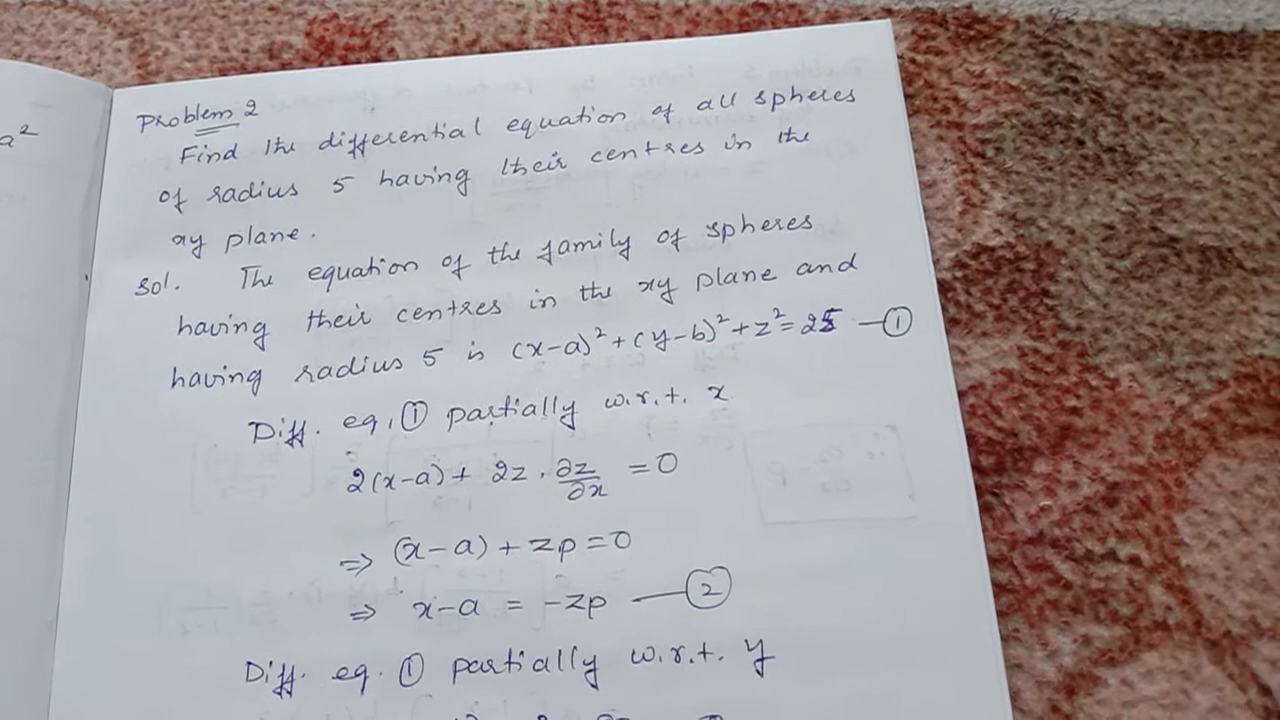 a²
Problem 2
Find the differential equation of all spheres
of radius 5 having their centres in the
xy plane.
Sol. The equation of the family of spheres
having their centres in the xy plane and
having radius 5 is (x-a)²+(y-b)²+z²=25 —①
Diff. eq. ① partially w.r.t. x
2(x-a)+ 2z . ∂z/∂x = 0
⇒ (x-a) + zp = 0
⇒ x-a = -zp —②
Diff. eq. ① partially w.r.t. y